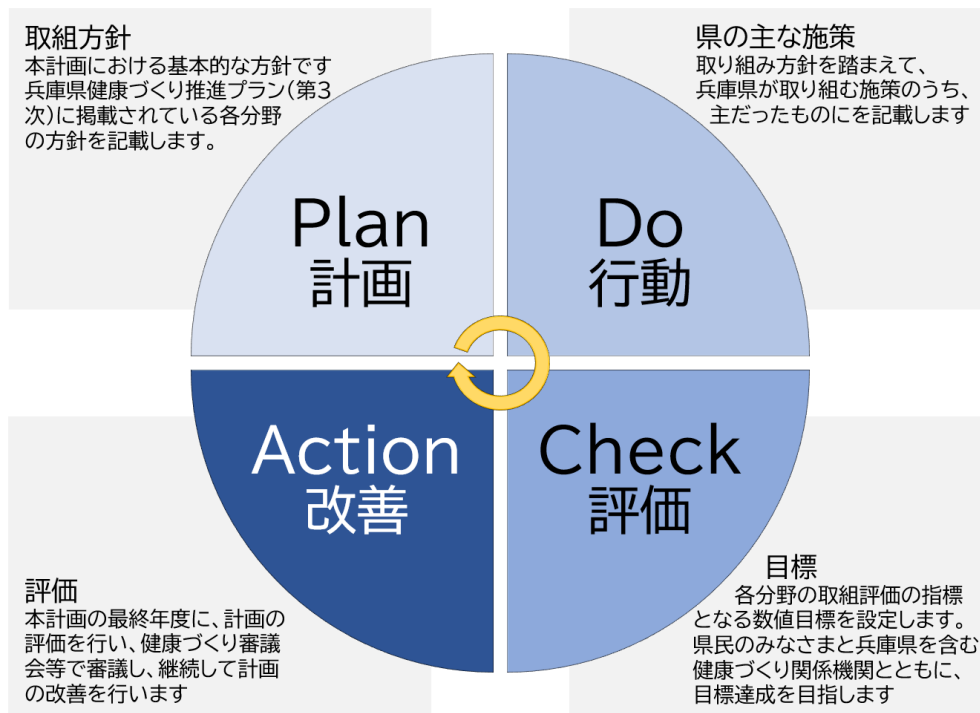 取組方針
本計画における基本的な方針です
兵庫県健康づくり推進プラン(第3
次)に掲載されている各分野
の方針を記載します。
県の主な施策
取り組み方針を踏まえて、
兵庫県が取り組む施策のうち、
主だったものにを記載します
Plan
計画
Do
行動
Action
改善
Check
評価
評価
本計画の最終年度に、計画の
評価を行い、健康づくり審議
会等で審議し、継続して計画
の改善を行います
目標
各分野の取組評価の指標
となる数値目標を設定します。
県民のみなさまと兵庫県を含む
健康づくり関係機関とともに、
目標達成を目指します